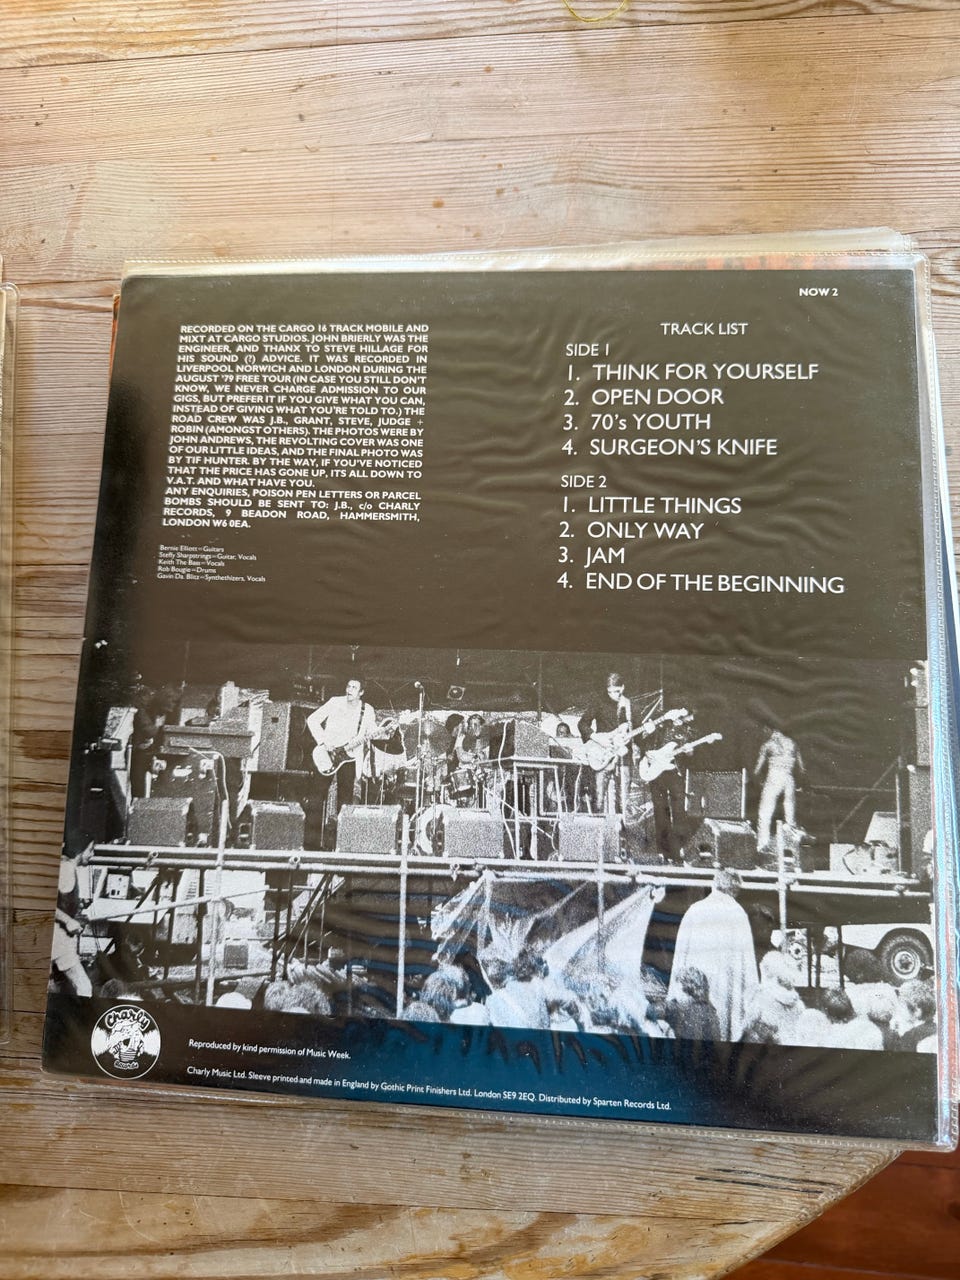 NOW 2
RECORDED ON THE CARGO 16 TRACK MOBILE AND
MIXT AT CARGO STUDIOS. JOHN BRIERLY WAS THE
ENGINEER, AND THANX TO STEVE HILLAGE FOR
HIS SOUND (?) ADVICE. IT WAS RECORDED IN
LIVERPOOL NORWICH AND LONDON DURING THE
AUGUST '79 FREE TOUR (IN CASE YOU STILL DON'T
KNOW, WE NEVER CHARGE ADMISSION TO OUR
GIGS, BUT PREFER IT IF YOU GIVE WHAT YOU CAN,
INSTEAD OF GIVING WHAT YOU'RE TOLD TO.) THE
ROAD CREW WAS J.B., GRANT, STEVE, JUDGE +
ROBIN (AMONGST OTHERS). THE PHOTOS WERE BY
JOHN ANDREWS, THE REVOLTING COVER WAS ONE
OF OUR LITTLE IDEAS, AND THE FINAL PHOTO WAS
BY TIF HUNTER. BY THE WAY, IF YOU'VE NOTICED
THAT THE PRICE HAS GONE UP, ITS ALL DOWN TO
V.A.T. AND WHAT HAVE YOU.
ANY ENQUIRIES, POISON PEN LETTERS OR PARCEL
BOMBS SHOULD BE SENT TO: J.B., c/o CHARLY
RECORDS, 9 BEADON ROAD, HAMMERSMITH,
LONDON W6 0EA.
Bernie Elliott—Guitars
Steffy Sharpstrings—Guitar, Vocals
Keith The Bass—Vocals
Rob Bougie—Drums
Gavin Da. Blitz—Synthethizers, Vocals
TRACK LIST
SIDE 1
1. THINK FOR YOURSELF
2. OPEN DOOR
3. 70's YOUTH
4. SURGEON'S KNIFE
SIDE 2
1. LITTLE THINGS
2. ONLY WAY
3. JAM
4. END OF THE BEGINNING
Charly
Records
Reproduced by kind permission of Music Week.
Charly Music Ltd. Sleeve printed and made in England by Gothic Print Finishers Ltd. London SE9 2EQ. Distributed by Sparten Records Ltd.